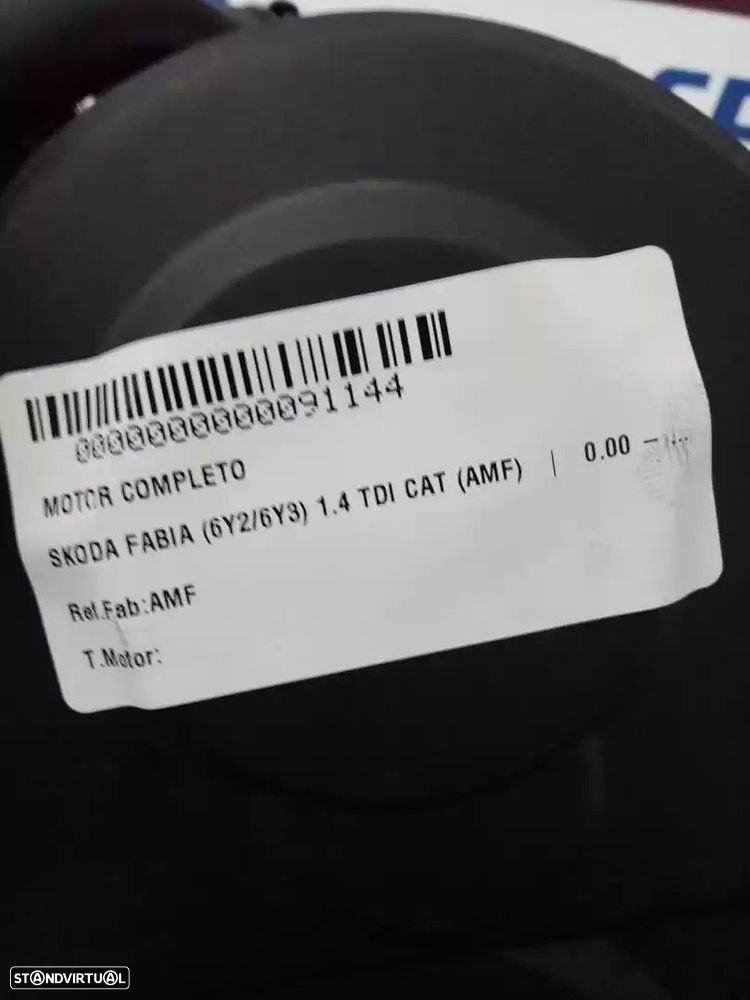 0000000000091144
MOTOR COMPLETO
SKODA FABIA (6Y2/6Y3) 1.4 TDI CAT (AMF) | 0.00 -
Ref.Fab:AMF
T.Motor:
STANDVIRTUAL